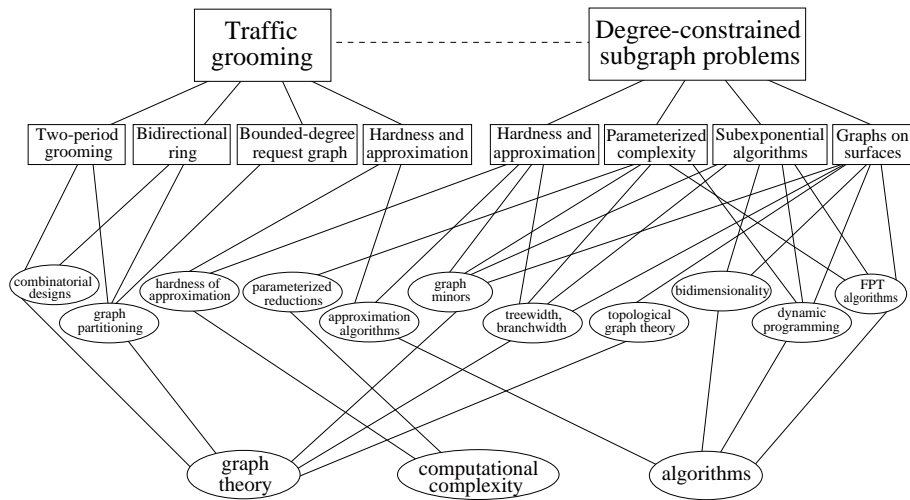 Traffic
grooming
Degree-constrained
subgraph problems
Two-period
grooming
Bidirectional
ring
Bounded-degree
request graph
Hardness and
approximation
Hardness and
approximation
Parameterized
complexity
Subexponential
algorithms
Graphs on
surfaces
combinatorial
designs
graph
partitioning
hardness of
approximation
parameterized
reductions
approximation
algorithms
graph
minors
treewidth,
branchwidth
topological
graph theory
bidimensionality
dynamic
programming
FPT
algorithms
graph
theory
computational
complexity
algorithms